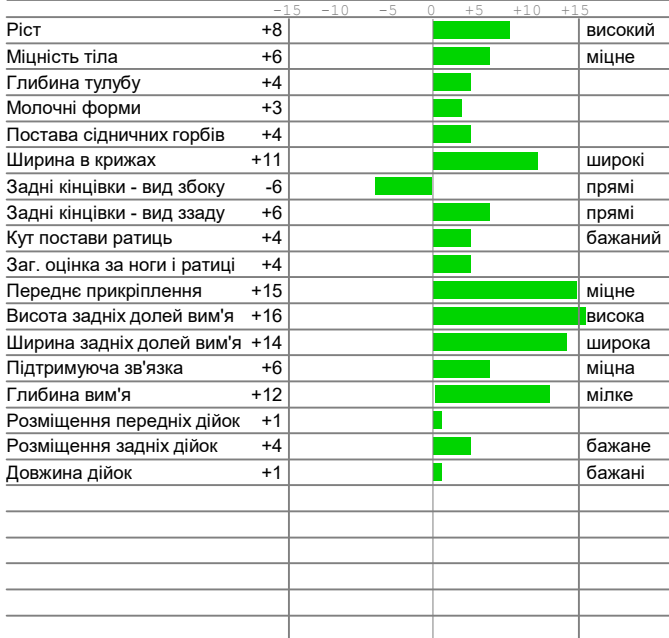 -15 -10 -5 0 +5 +10 +15
Ріст +8 високий
Міцність тіла +6 міцне
Глибина тулубу +4
Молочні форми +3
Постава сідничних горбів +4
Ширина в крижах +11 широкі
Задні кінцівки - вид збоку -6 прямі
Задні кінцівки - вид ззаду +6 прямі
Кут постави ратиць +4 бажаний
Заг. оцінка за ноги і ратиці +4
Переднє прикріплення +15 міцне
Висота задніх долей вим'я +16 висока
Ширина задніх долей вим'я +14 широка
Підтримуюча зв'язка +6 міцна
Глибина вим'я +12 мілке
Розміщення передніх дійок +1
Розміщення задніх дійок +4 бажане
Довжина дійок +1 бажані